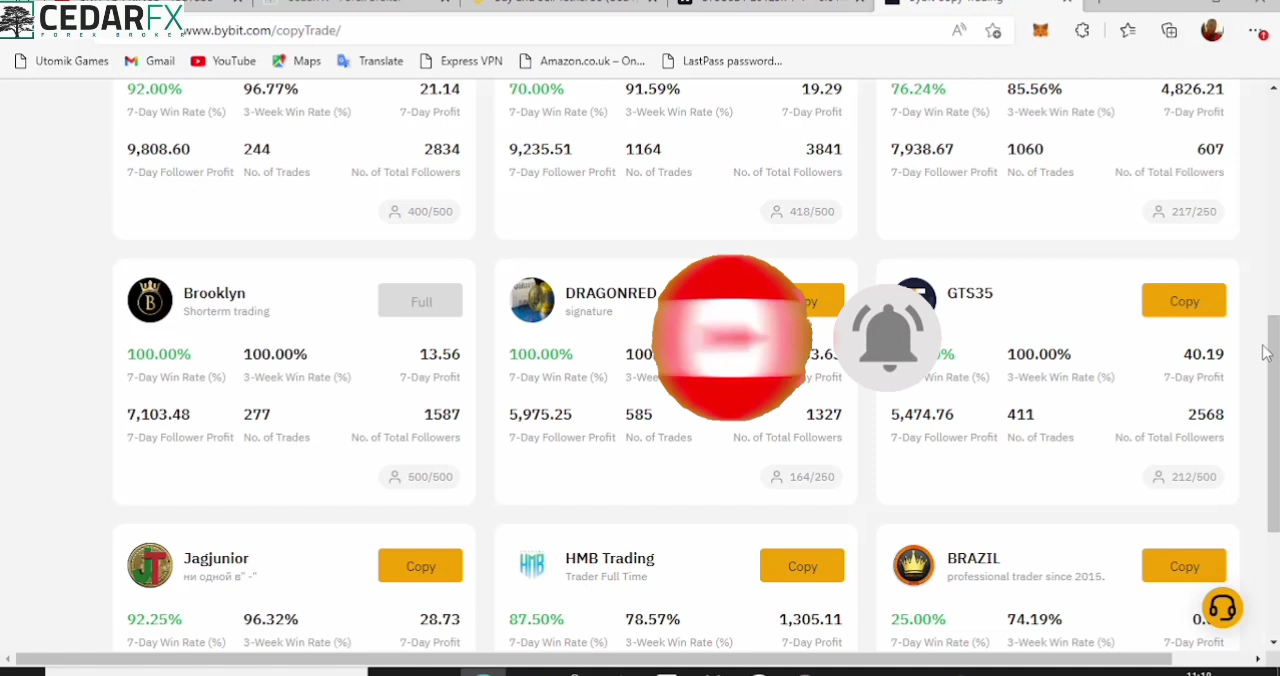 CEDARFX
FOREX BROKER
www.bybit.com/copyTrade/
Utomik Games Gmail YouTube Maps Translate Express VPN Amazon.co.uk – On... LastPass password...
92.00% 96.77% 21.14
7-Day Win Rate (%) 3-Week Win Rate (%) 7-Day Profit
9,808.60 244 2834
7-Day Follower Profit No. of Trades No. of Total Followers
400/500
70.00% 91.59% 19.29
7-Day Win Rate (%) 3-Week Win Rate (%) 7-Day Profit
9,235.51 1164 3841
7-Day Follower Profit No. of Trades No. of Total Followers
418/500
76.24% 85.56% 4,826.21
7-Day Win Rate (%) 3-Week Win Rate (%) 7-Day Profit
7,938.67 1060 607
7-Day Follower Profit No. of Trades No. of Total Followers
217/250
Brooklyn
Shorterm trading
Full
100.00% 100.00% 13.56
7-Day Win Rate (%) 3-Week Win Rate (%) 7-Day Profit
7,103.48 277 1587
7-Day Follower Profit No. of Trades No. of Total Followers
500/500
DRAGONRED
signature
100.00%
7-Day Win Rate (%)
5,975.25 585 1327
7-Day Follower Profit No. of Trades No. of Total Followers
164/250
GTS35
Copy
100.00% 40.19
3-Week Win Rate (%) 7-Day Profit
5,474.76 411 2568
7-Day Follower Profit No. of Trades No. of Total Followers
212/500
Jagjunior
ни одной в" -"
Copy
92.25% 96.32% 28.73
7-Day Win Rate (%) 3-Week Win Rate (%) 7-Day Profit
HMB Trading
Trader Full Time
Copy
87.50% 78.57% 1,305.11
7-Day Win Rate (%) 3-Week Win Rate (%) 7-Day Profit
BRAZIL
professional trader since 2015.
Copy
25.00% 74.19%
7-Day Win Rate (%) 3-Week Win Rate (%) 7-Day Profit